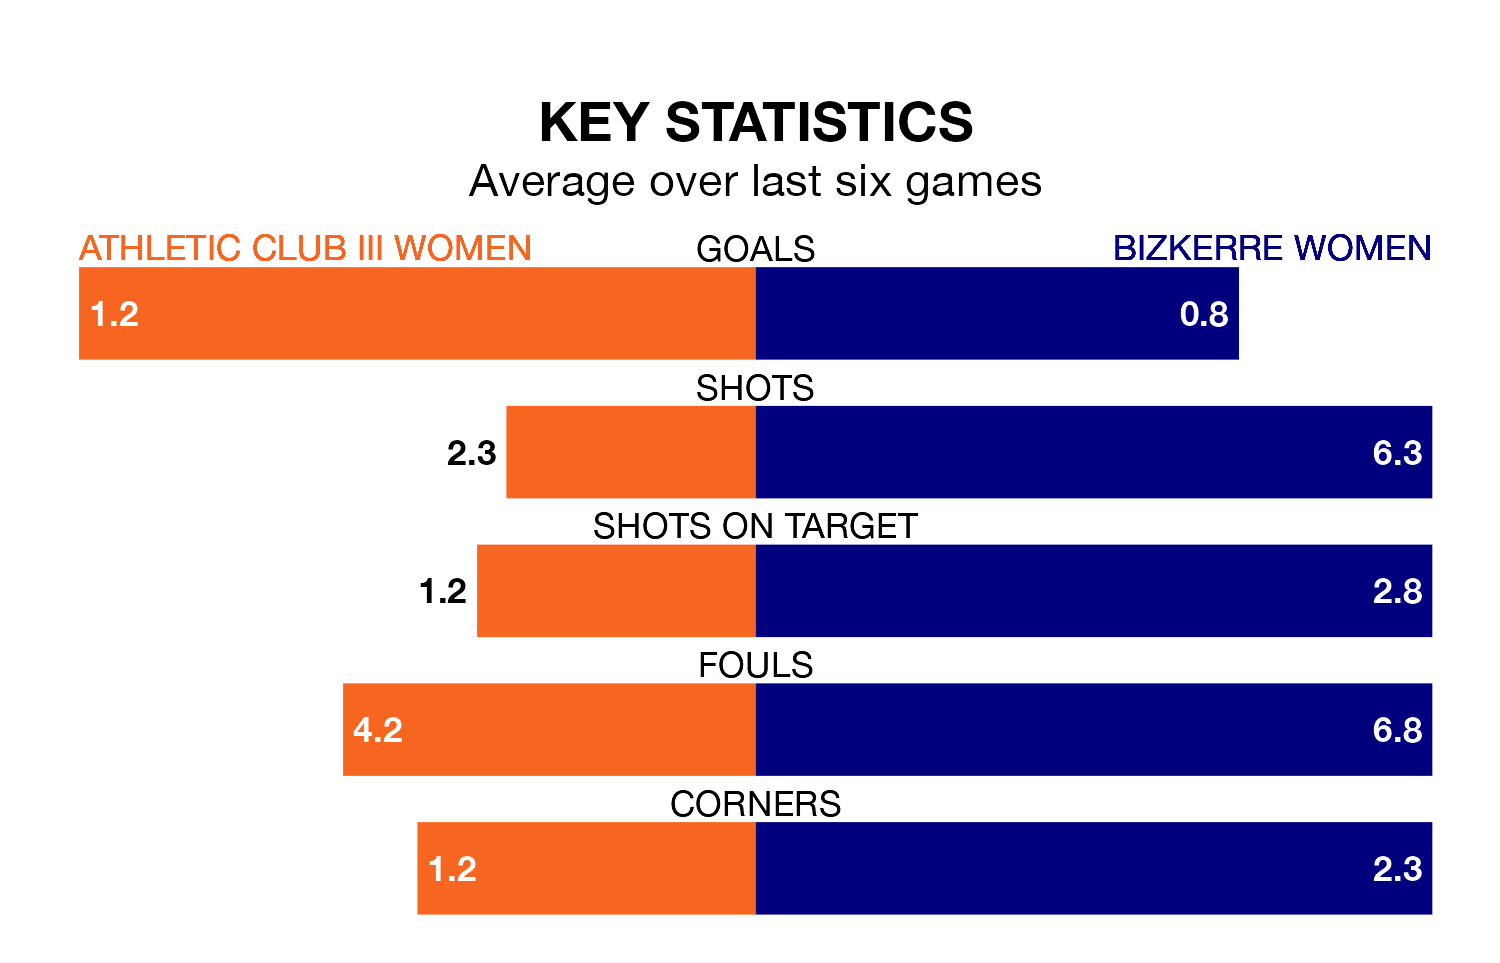 KEY STATISTICS
Average over last six games
ATHLETIC CLUB III WOMEN GOALS BIZKERRE WOMEN
1.2 0.8
SHOTS
2.3 6.3
SHOTS ON TARGET
1.2 2.8
FOULS
4.2 6.8
CORNERS
1.2 2.3